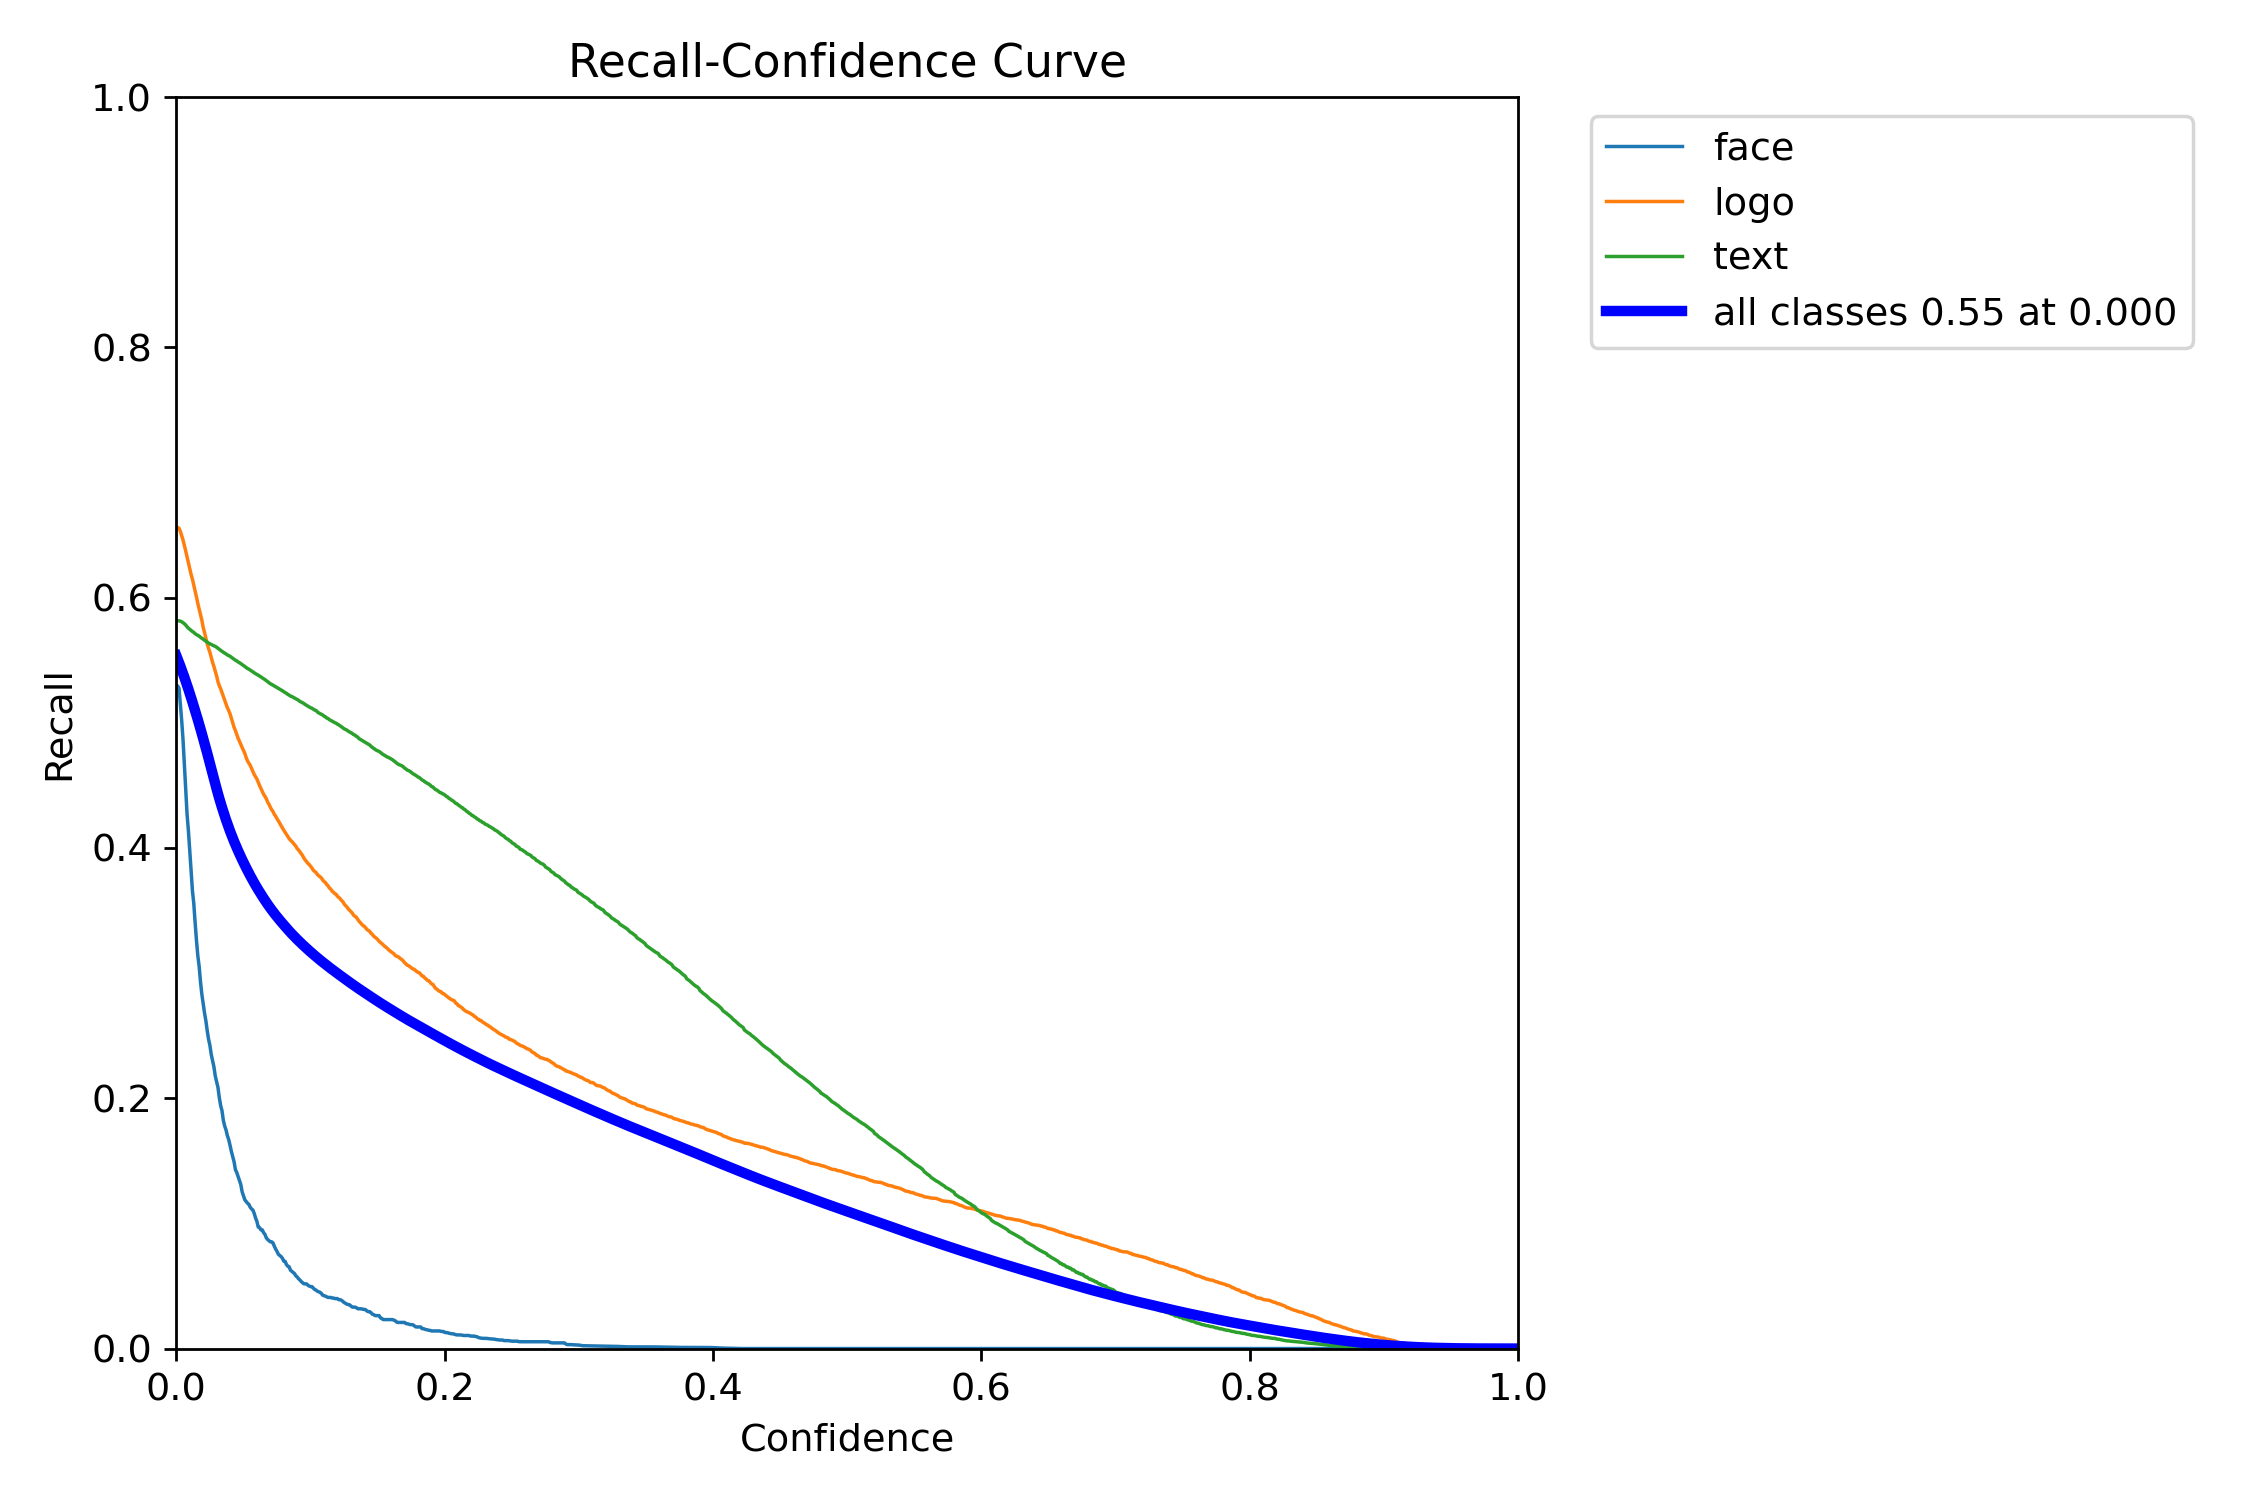 Recall-Confidence Curve
1.0
0.8
0.6
0.4
0.2
0.0
Recall
0.0 0.2 0.4 0.6 0.8 1.0
Confidence
face
logo
text
all classes 0.55 at 0.000